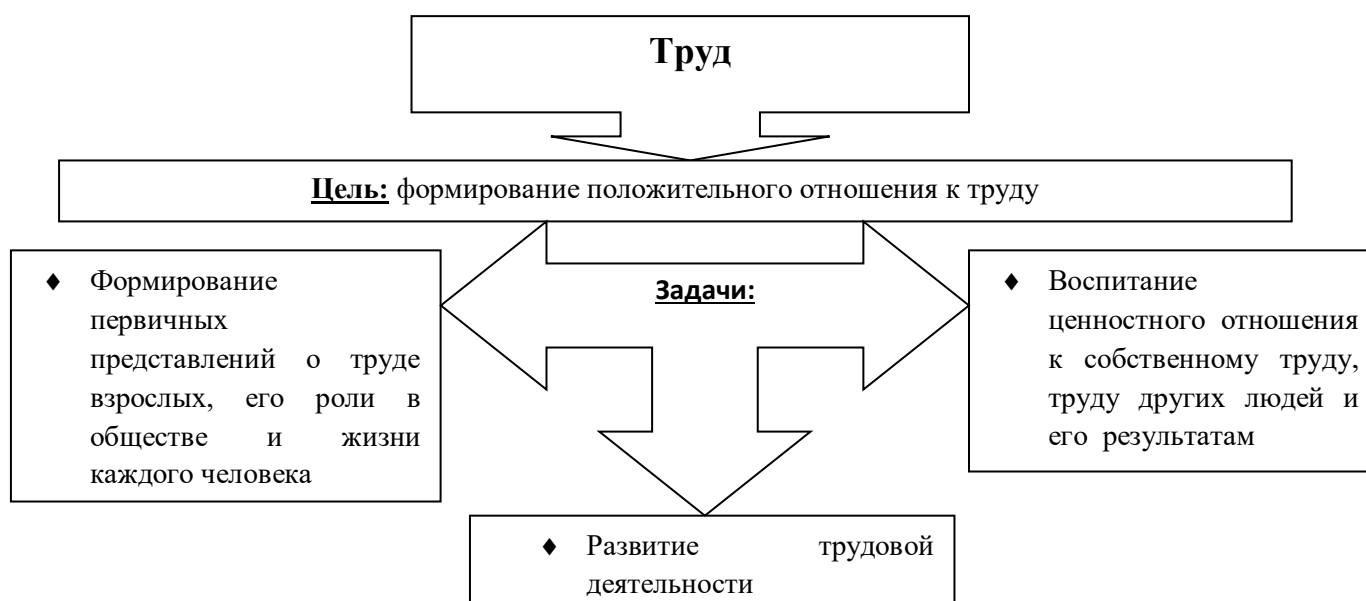 Труд
Цель: формирование положительного отношения к труду
Задачи:
♦ Формирование
первичных
представлений о труде
взрослых, его роли в
обществе и жизни
каждого человека
♦ Воспитание
ценностного отношения
к собственному труду,
труду других людей и
его результатам
♦ Развитие трудовой
деятельности